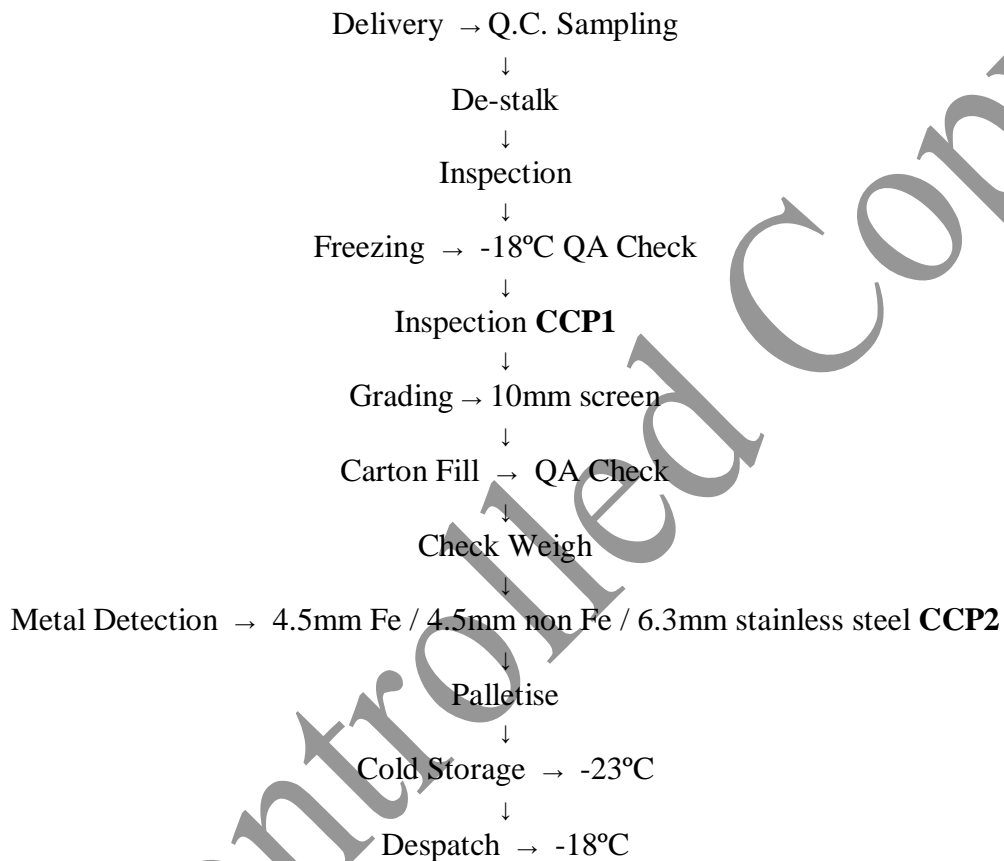 Delivery → Q.C. Sampling
↓
De-stalk
↓
Inspection
↓
Freezing → -18ºC QA Check
↓
Inspection CCP1
↓
Grading → 10mm screen
↓
Carton Fill → QA Check
↓
Check Weigh
↓
Metal Detection → 4.5mm Fe / 4.5mm non Fe / 6.3mm stainless steel CCP2
↓
Palletise
↓
Cold Storage → -23ºC
↓
Despatch → -18ºC
ontrolled Cop